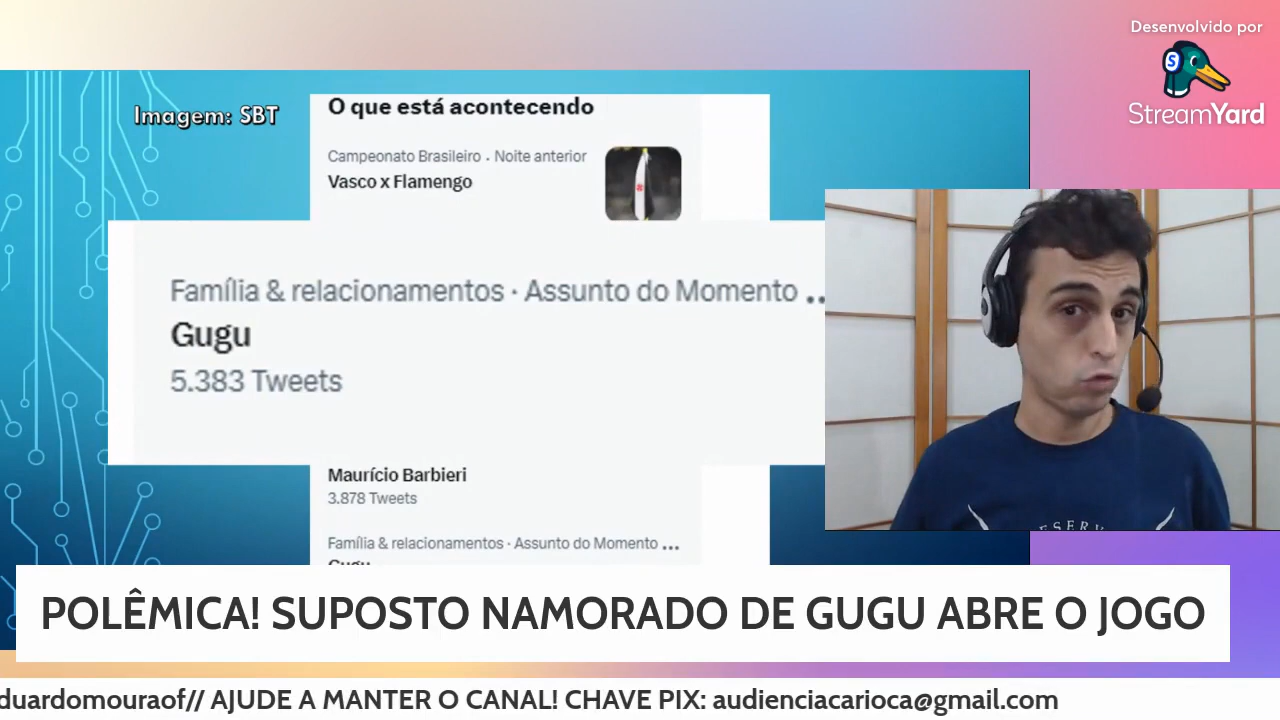 Desenvolvido por
StreamYard
Imagem: SBT
O que está acontecendo
Campeonato Brasileiro · Noite anterior
Vasco x Flamengo
Família & relacionamentos · Assunto do Momento ..
Gugu
5.383 Tweets
Maurício Barbieri
3.878 Tweets
Família & relacionamentos · Assunto do Momento ...
Gugu
POLÊMICA! SUPOSTO NAMORADO DE GUGU ABRE O JOGO
duardomouraof// AJUDE A MANTER O CANAL! CHAVE PIX: audienciacarioca@gmail.com